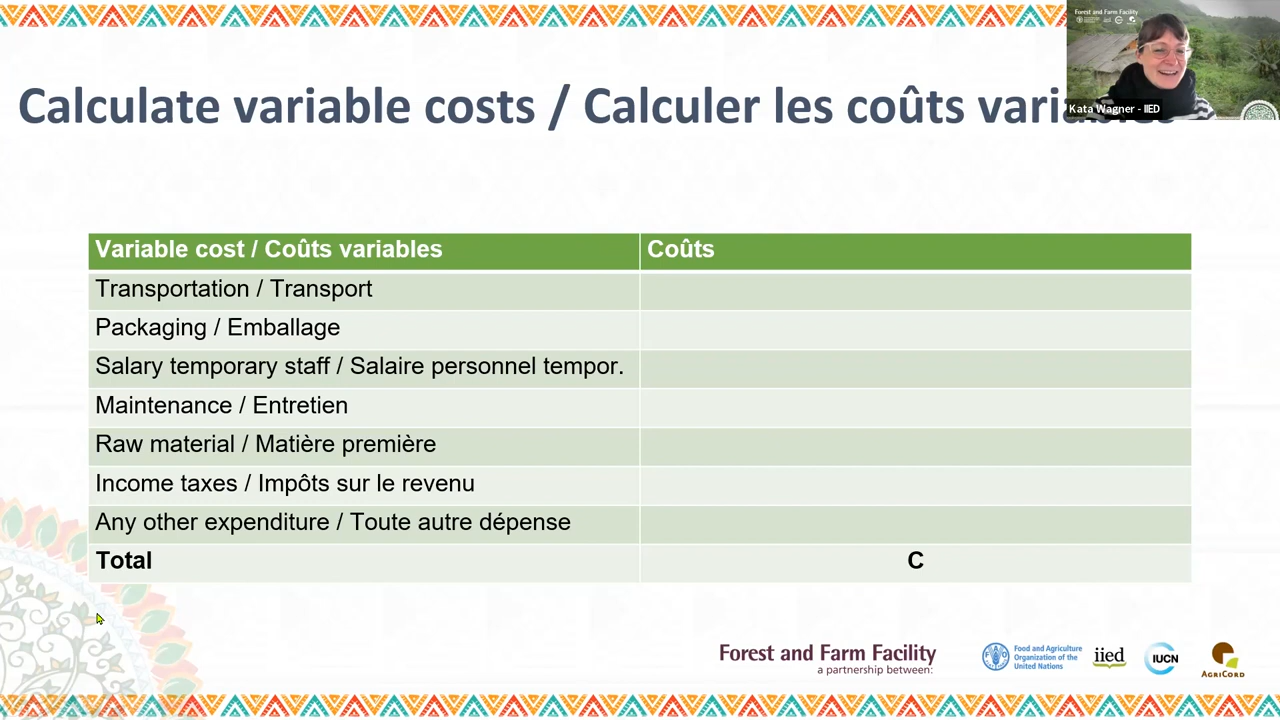 Forest and Farm Facility
Kata Wagner - IIED
Calculate variable costs / Calculer les coûts
Variable cost / Coûts variables Coûts
Transportation / Transport
Packaging / Emballage
Salary temporary staff / Salaire personnel tempor.
Maintenance / Entretien
Raw material / Matière première
Income taxes / Impôts sur le revenu
Any other expenditure / Toute autre dépense
Total C
Forest and Farm Facility
a partnership between:
FAO
Food and Agriculture
Organization of the
United Nations
iied
IUCN
AGRICORD